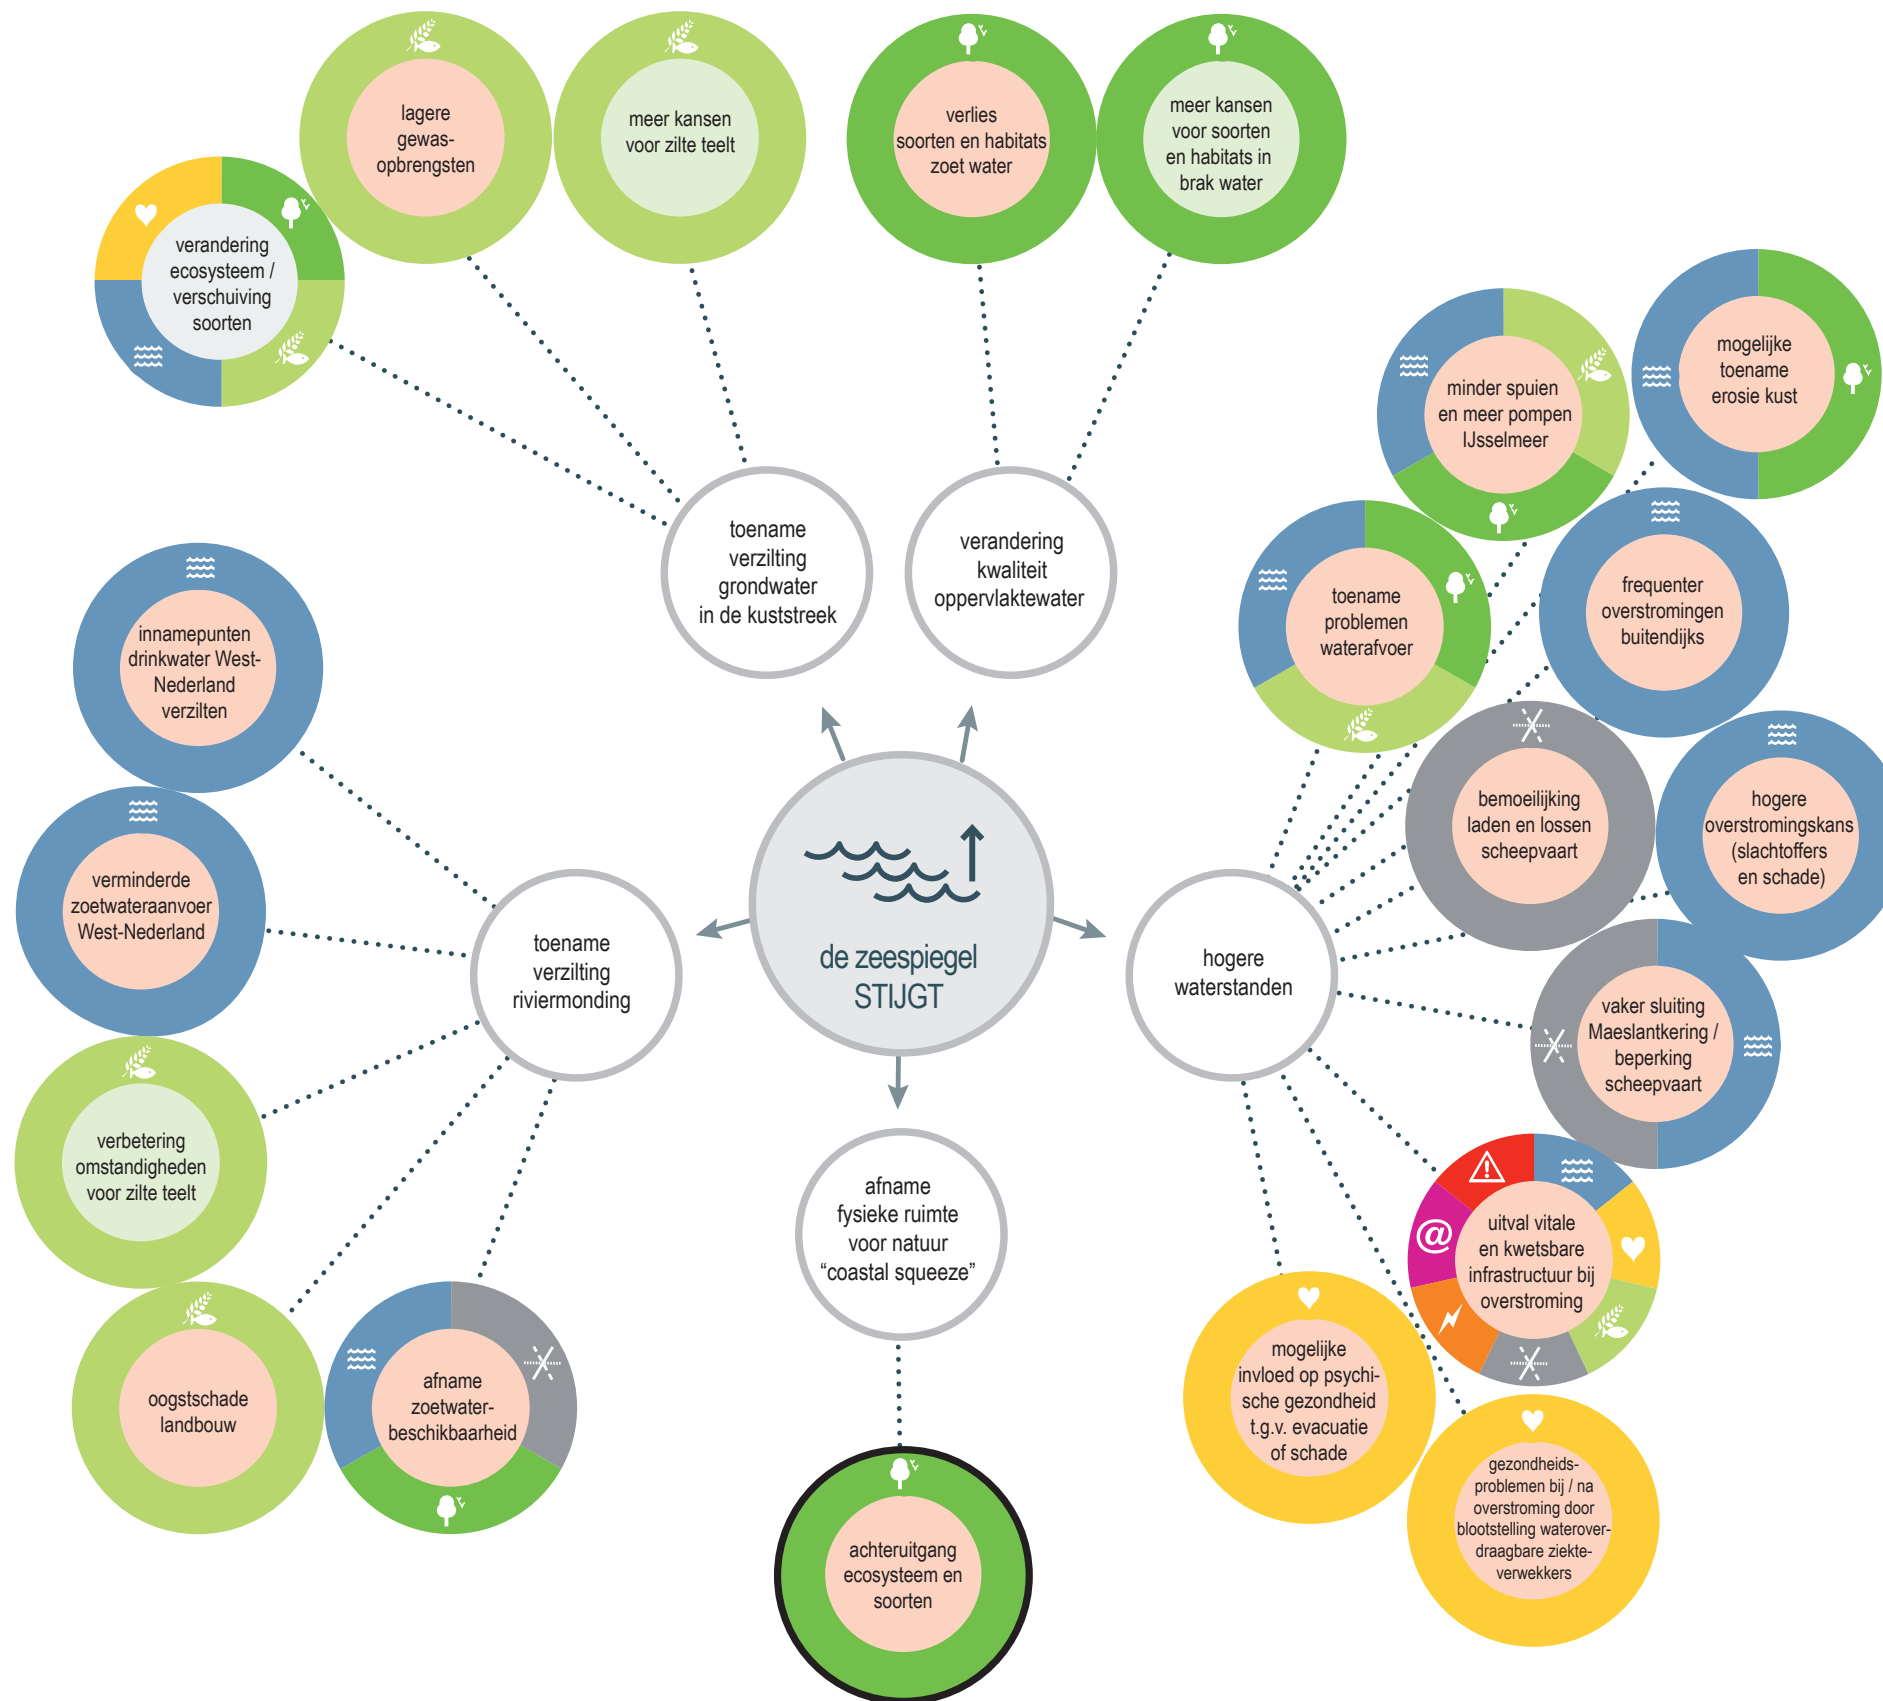 lagere
gewas-
opbrengsten
meer kansen
voor zilte teelt
verlies
soorten en habitats
zoet water
meer kansen
voor soorten
en habitats in
brak water
verandering
ecosysteem /
verschuiving
soorten
mogelijke
toename
erosie kust
minder spuien
en meer pompen
IJsselmeer
toename
verzilting
grondwater
in de kuststreek
verandering
kwaliteit
oppervlaktewater
toename
problemen
waterafvoer
frequenter
overstromingen
buitendijks
innamepunten
drinkwater West-
Nederland
verzilten
bemoeilijking
laden en lossen
scheepvaart
hogere
overstromingskans
(slachtoffers
en schade)
verminderde
zoetwateraanvoer
West-Nederland
toename
verzilting
riviermonding
de zeespiegel
STIJGT
hogere
waterstanden
vaker sluiting
Maeslantkering /
beperking
scheepvaart
verbetering
omstandigheden
voor zilte teelt
afname
fysieke ruimte
voor natuur
“coastal squeeze”
@
uitval vitale
en kwetsbare
infrastructuur bij
overstroming
oogstschade
landbouw
afname
zoetwater-
beschikbaarheid
mogelijke
invloed op psychi-
sche gezondheid
t.g.v. evacuatie
of schade
gezondheids-
problemen bij / na
overstroming door
blootstelling waterover-
draagbare ziekte-
verwekkers
achteruitgang
ecosysteem en
soorten